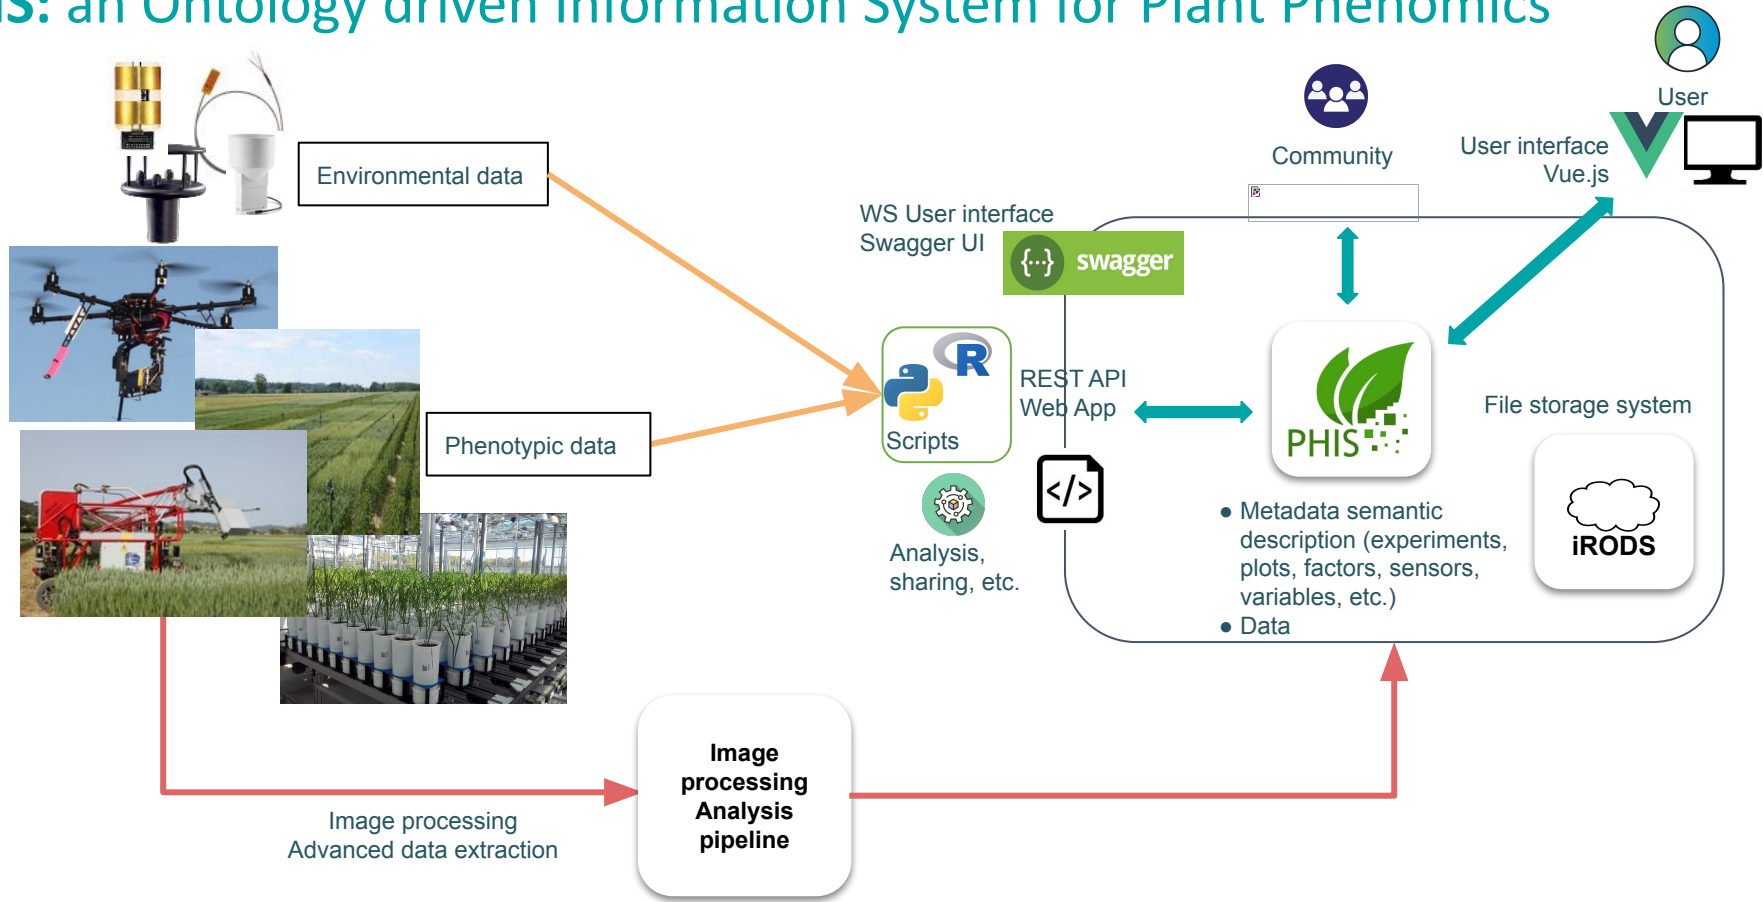 IS: an Ontology driven Information System for Plant Phenomics
User
Community
User interface
Vue.js
Environmental data
WS User interface
Swagger UI
{···} swagger
Phenotypic data
R
Scripts
REST API
Web App
</>
PHIS
File storage system
iRODS
Analysis,
sharing, etc.
● Metadata semantic
description (experiments,
plots, factors, sensors,
variables, etc.)
● Data
Image
processing
Analysis
pipeline
Image processing
Advanced data extraction